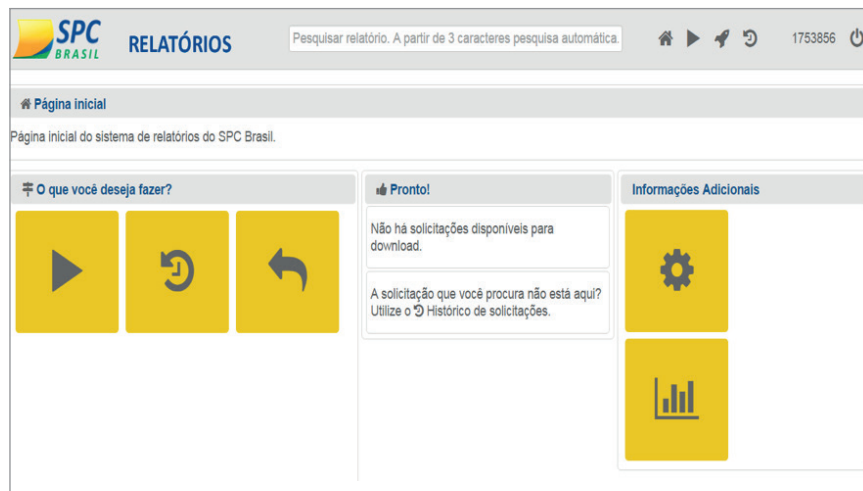 SPC
BRASIL
RELATÓRIOS
Pesquisar relatório. A partir de 3 caracteres pesquisa automática.
1753856
Página inicial
Página inicial do sistema de relatórios do SPC Brasil.
O que você deseja fazer?
Pronto!
Não há solicitações disponíveis para
download.
A solicitação que você procura não está aqui?
Utilize o Histórico de solicitações.
Informações Adicionais